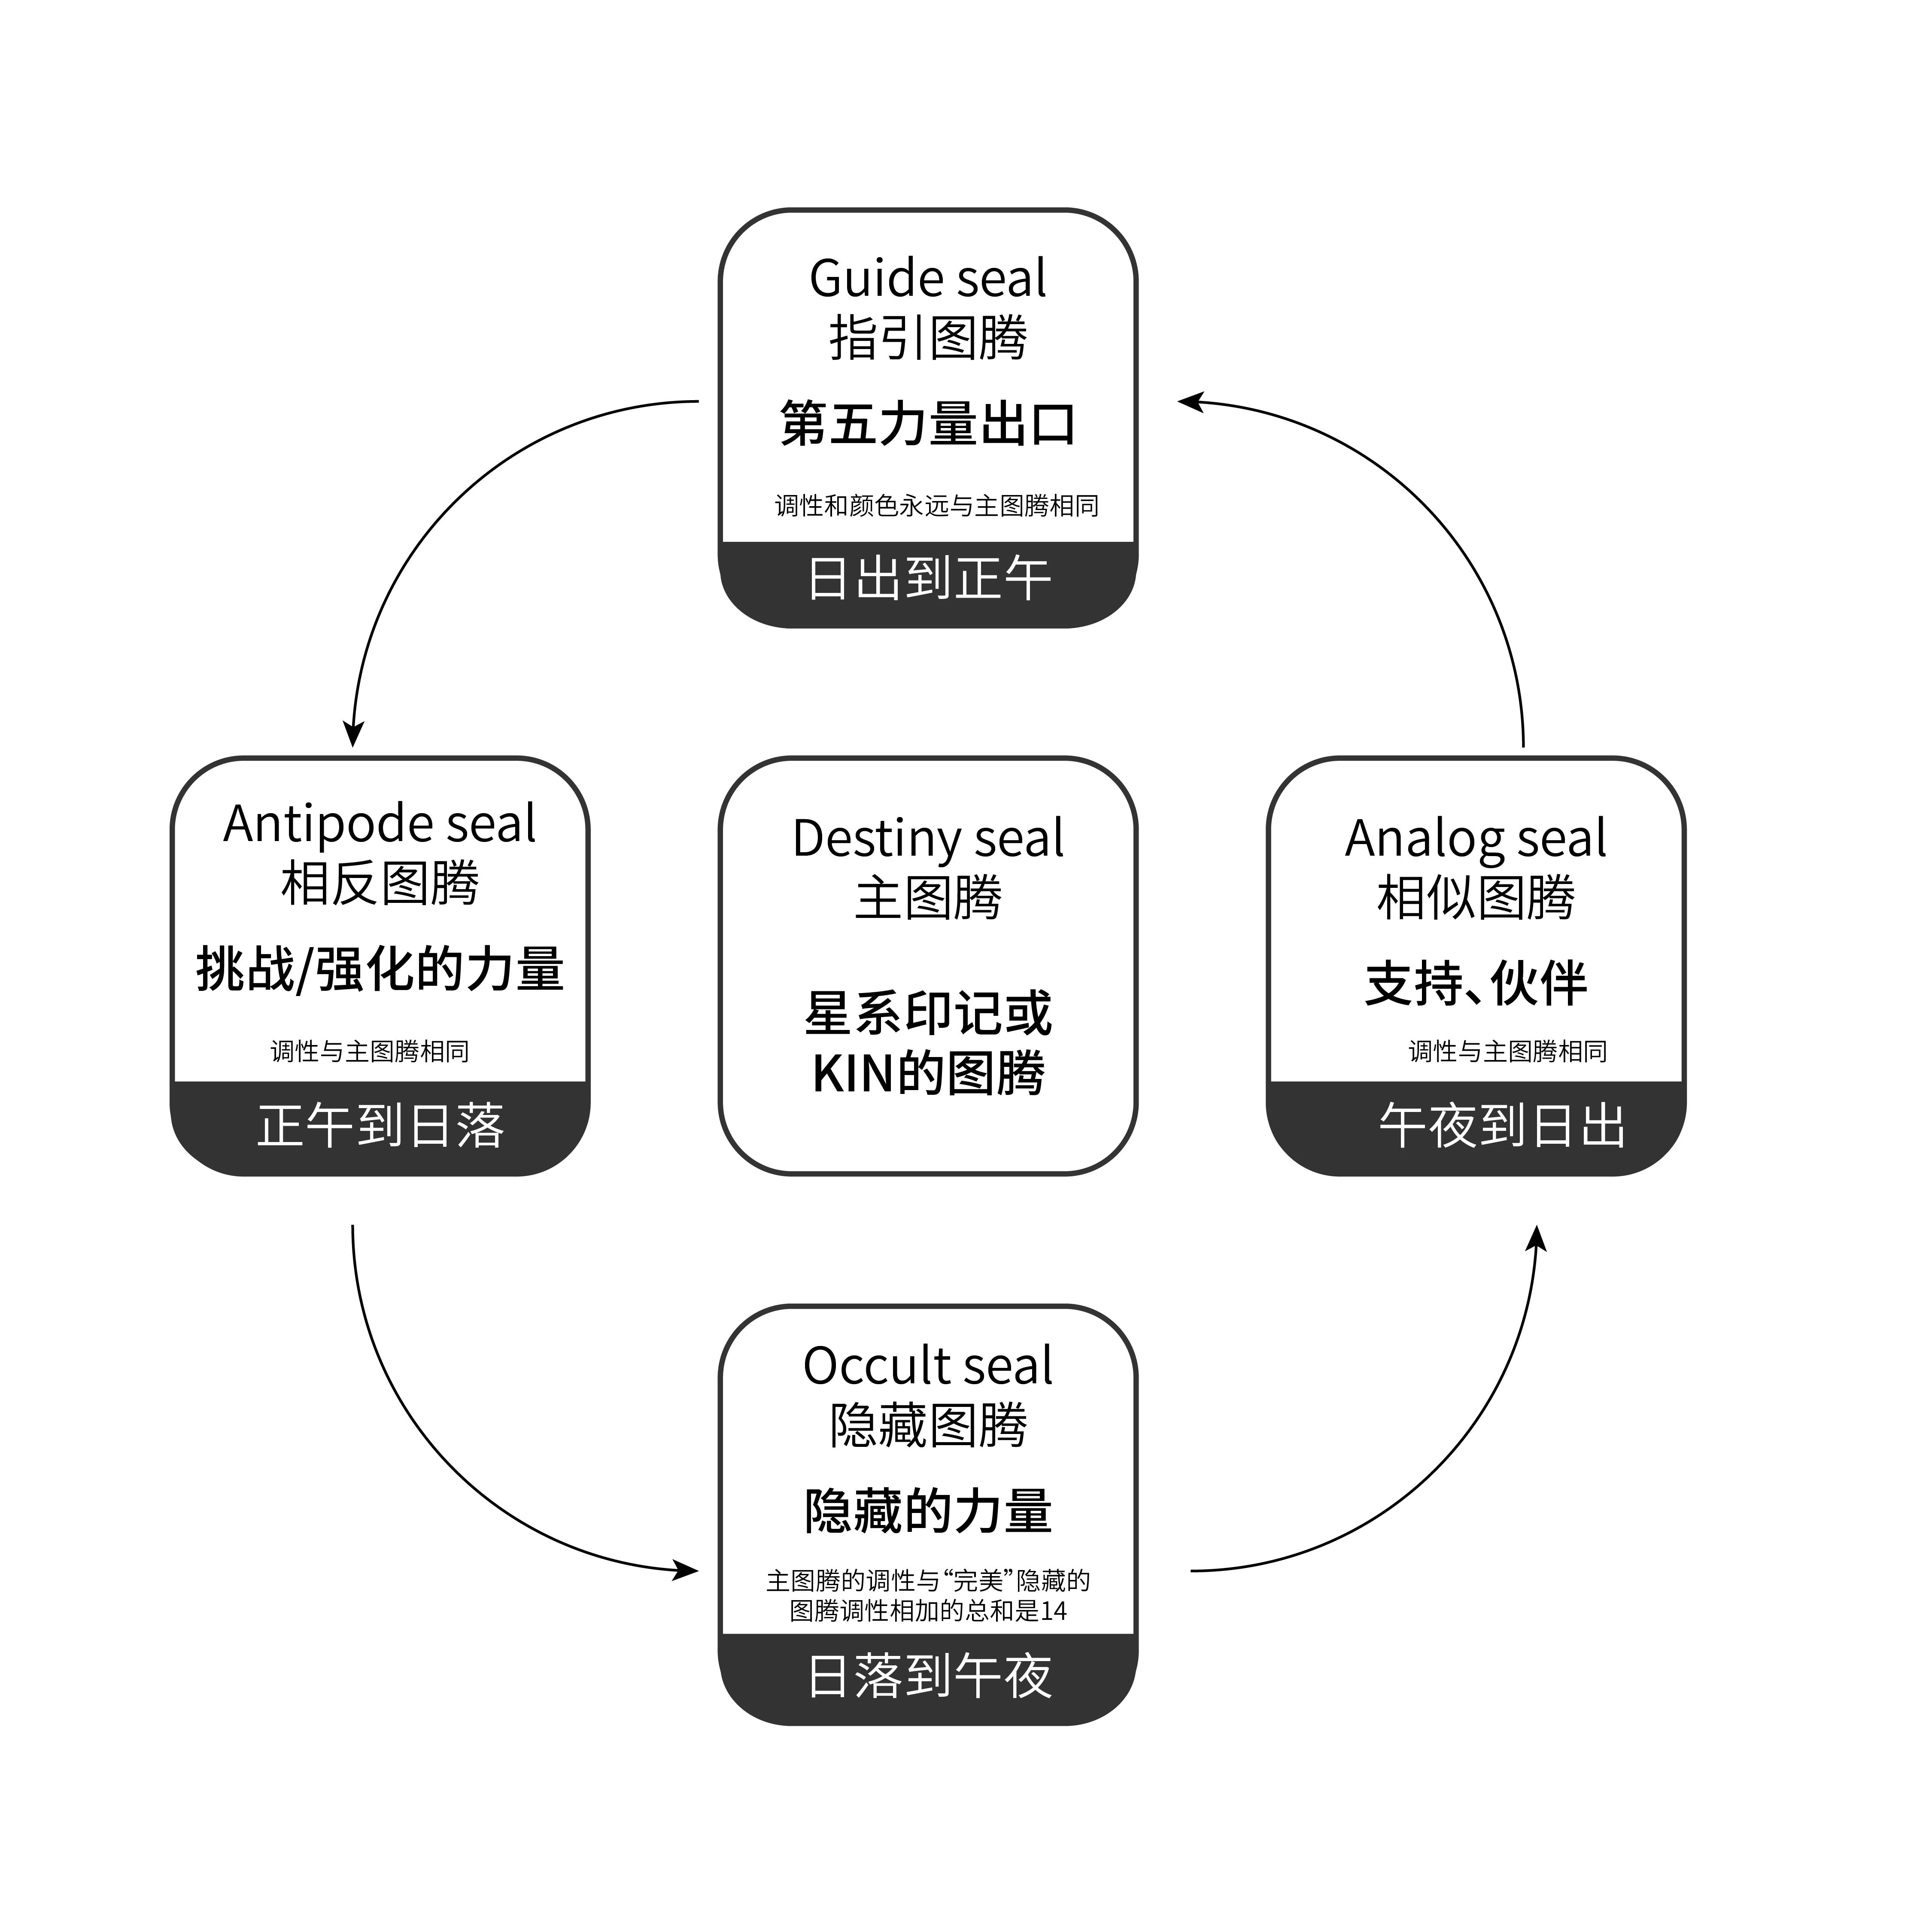 Guide seal
指引图腾
第五力量出口
调性和颜色永远与主图腾相同
日出到正午
Antipode seal
相反图腾
挑战/强化的力量
调性与主图腾相同
正午到日落
Destiny seal
主图腾
星系印记或
KIN的图腾
Analog seal
相似图腾
支持、伙伴
调性与主图腾相同
午夜到日出
Occult seal
隐藏图腾
隐藏的力量
主图腾的调性与“完美”隐藏的
图腾调性相加的总和是14
日落到午夜